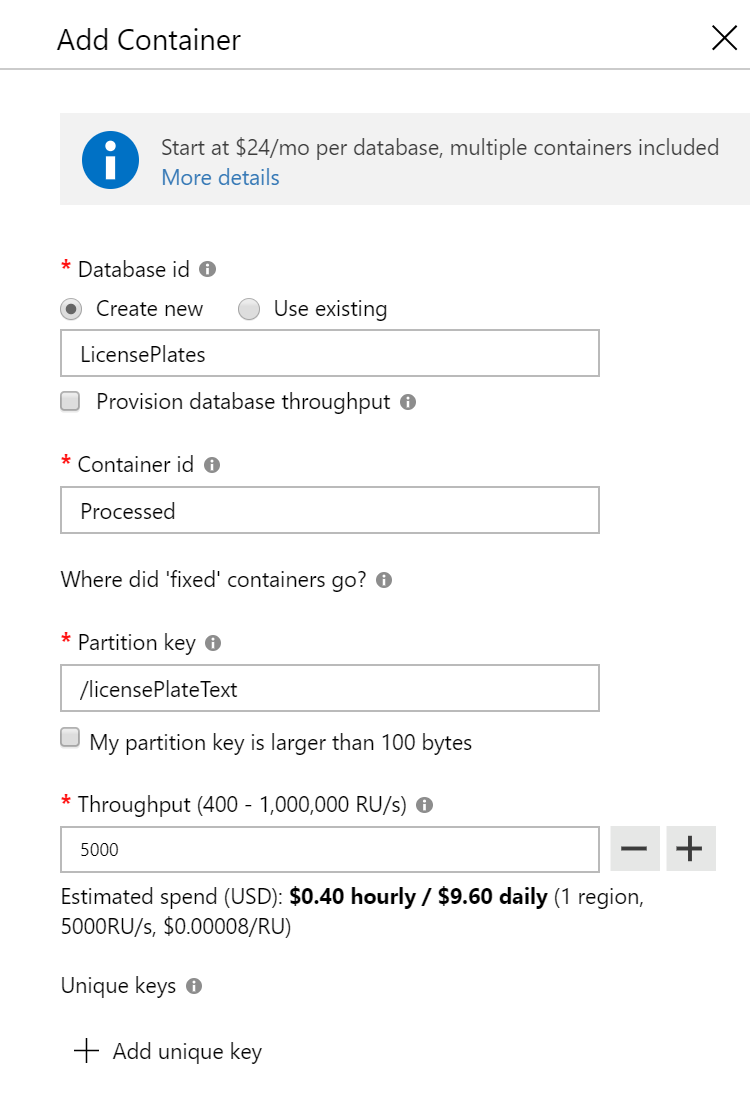 Add Container
Start at $24/mo per database, multiple containers included
More details
* Database id
Create new Use existing
LicensePlates
Provision database throughput
* Container id
Processed
Where did 'fixed' containers go?
* Partition key
/licensePlateText
My partition key is larger than 100 bytes
* Throughput (400 - 1,000,000 RU/s)
5000
Estimated spend (USD): $0.40 hourly / $9.60 daily (1 region,
5000RU/s, $0.00008/RU)
Unique keys
Add unique key